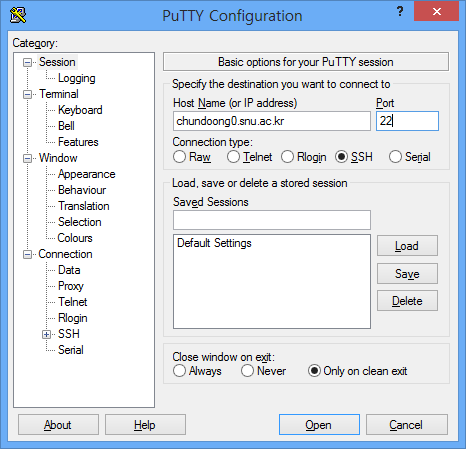 PuTTY Configuration
?
Category:
Session
Logging
Terminal
Keyboard
Bell
Features
Window
Appearance
Behaviour
Translation
Selection
Colours
Connection
Data
Proxy
Telnet
Rlogin
SSH
Serial
Basic options for your PuTTY session
Specify the destination you want to connect to
Host Name (or IP address) Port
chundoong0.snu.ac.kr 22
Connection type:
Raw Telnet Rlogin SSH Serial
Load, save or delete a stored session
Saved Sessions
Default Settings
Load
Save
Delete
Close window on exit:
Always Never Only on clean exit
About Help Open Cancel